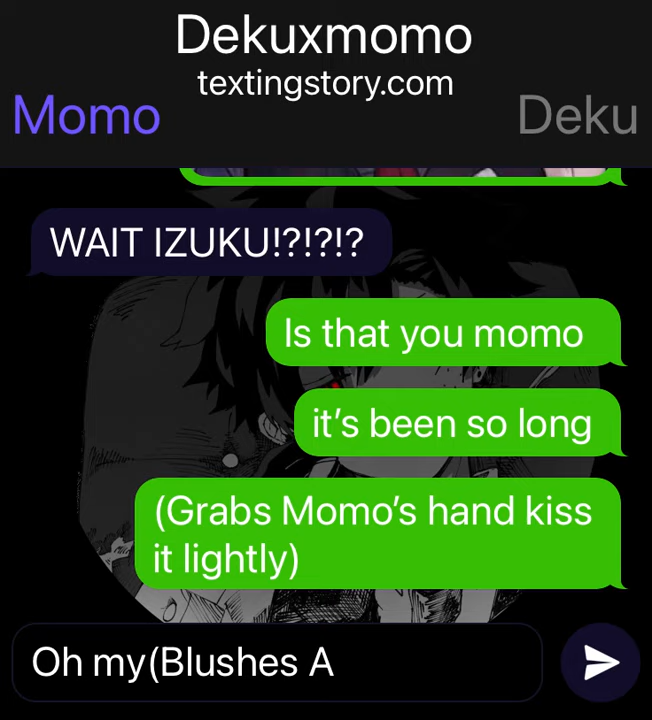 Dekuxmomo
textingstory.com
Momo
Deku
WAIT IZUKU!?!?!?
Is that you momo
it’s been so long
(Grabs Momo’s hand kiss
it lightly)
Oh my(Blushes A